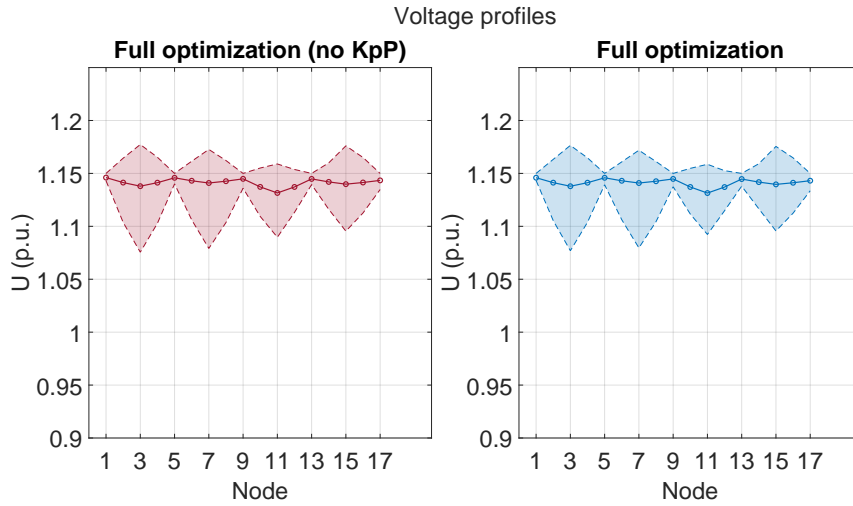 Voltage profiles
Full optimization (no KpP)
U (p.u.)
1.2
1.15
1.1
1.05
1
0.95
0.9
1 3 5 7 9 11 13 15 17
Node
Full optimization
U (p.u.)
1.2
1.15
1.1
1.05
1
0.95
0.9
1 3 5 7 9 11 13 15 17
Node